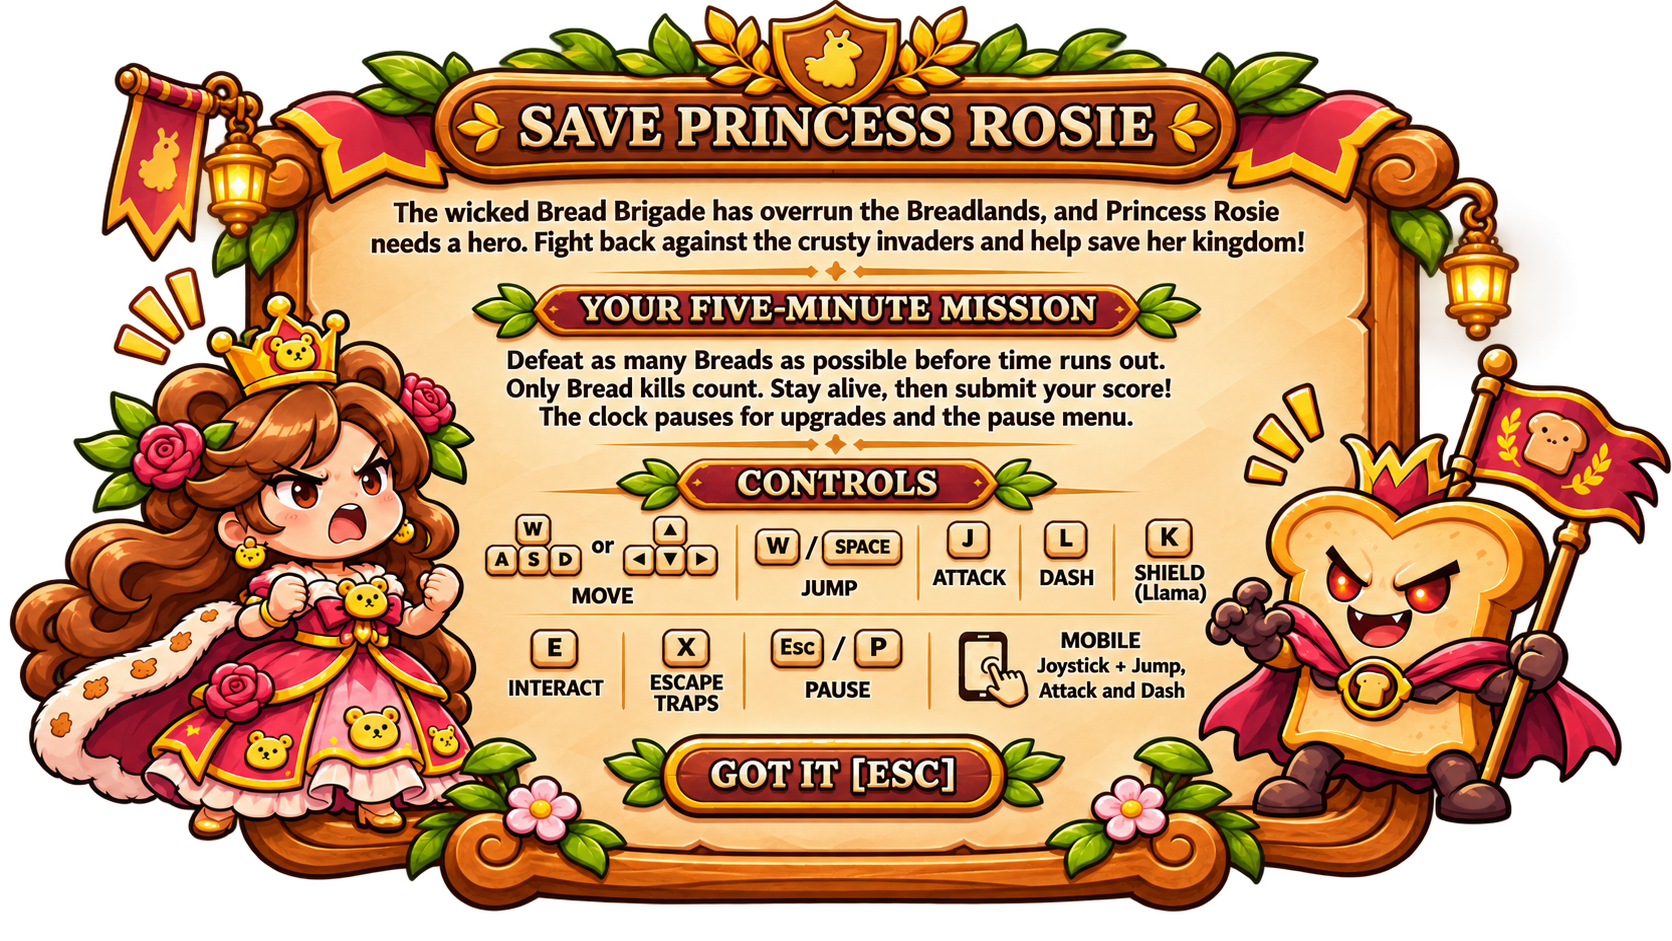 SAVE PRINCESS ROSIE
The wicked Bread Brigade has overrun the Breadlands, and Princess Rosie
needs a hero. Fight back against the crusty invaders and help save her kingdom!
YOUR FIVE-MINUTE MISSION
Defeat as many Breads as possible before time runs out.
Only Bread kills count. Stay alive, then submit your score!
The clock pauses for upgrades and the pause menu.
CONTROLS
W
A S D
or
▲
◀ ▼ ▶
MOVE
W / SPACE
JUMP
J
ATTACK
L
DASH
K
SHIELD
(Llama)
E
INTERACT
X
ESCAPE
TRAPS
Esc / P
PAUSE
MOBILE
Joystick + Jump,
Attack and Dash
GOT IT [ESC]